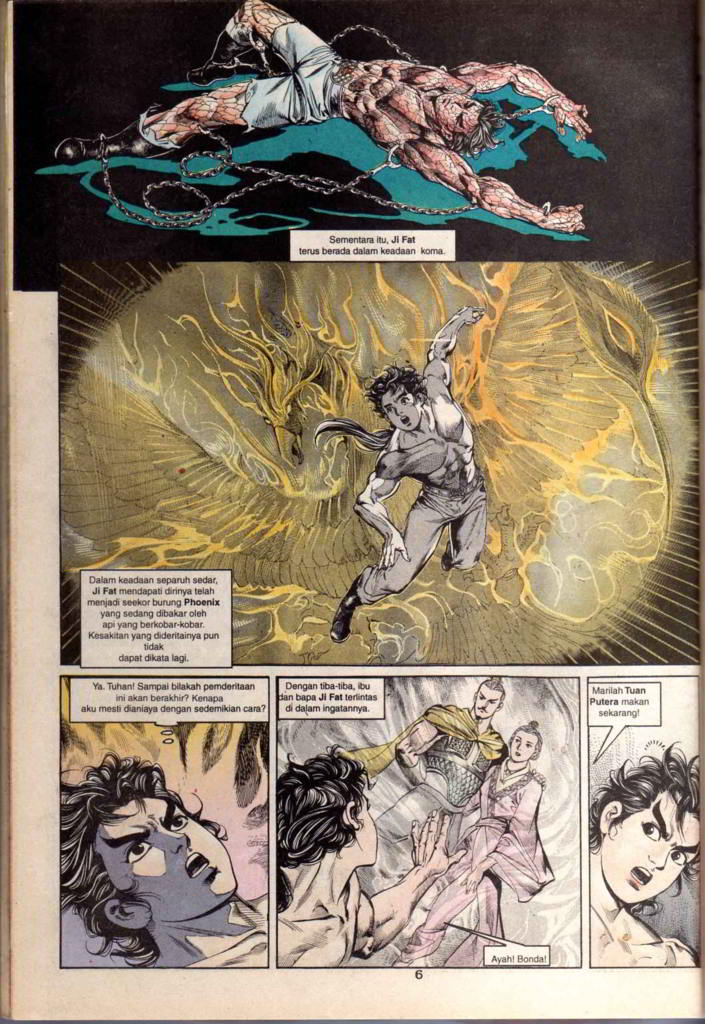 Sementara itu, Ji Fat
terus berada dalam keadaan koma.
Dalam keadaan separuh sedar,
Ji Fat mendapati dirinya telah
menjadi seekor burung Phoenix
yang sedang dibakar oleh
api yang berkobar-kobar.
Kesakitan yang dideritainya pun
tidak
dapat dikata lagi.
Ya. Tuhan! Sampai bilakah pemderitaan
ini akan berakhir? Kenapa
aku mesti dianiaya dengan sedemikian cara?
Dengan tiba-tiba, ibu
dan bapa Ji Fat terlintas
di dalam ingatannya.
Ayah! Bonda!
Marilah Tuan
Putera makan
sekarang!
6